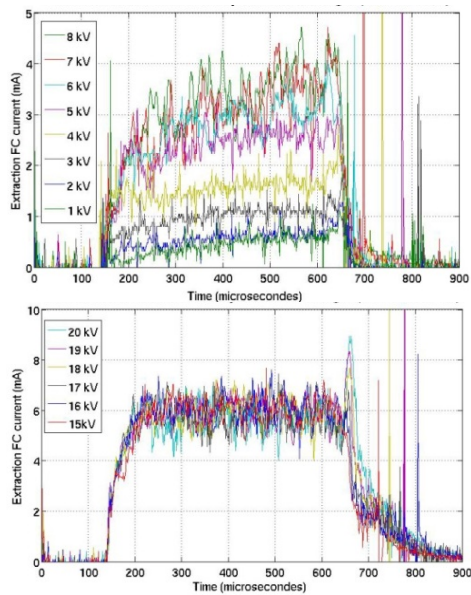 5
4
3
2
1
0
Extraction FC current (mA)
8 kV
7 kV
6 kV
5 kV
4 kV
3 kV
2 kV
1 kV
0 100 200 300 400 500 600 700 800 900
Time (microsecondes)
10
8
6
4
2
0
Extraction FC current (mA)
20 kV
19 kV
18 kV
17 kV
16 kV
15kV
0 100 200 300 400 500 600 700 800 900
Time (microsecondes)